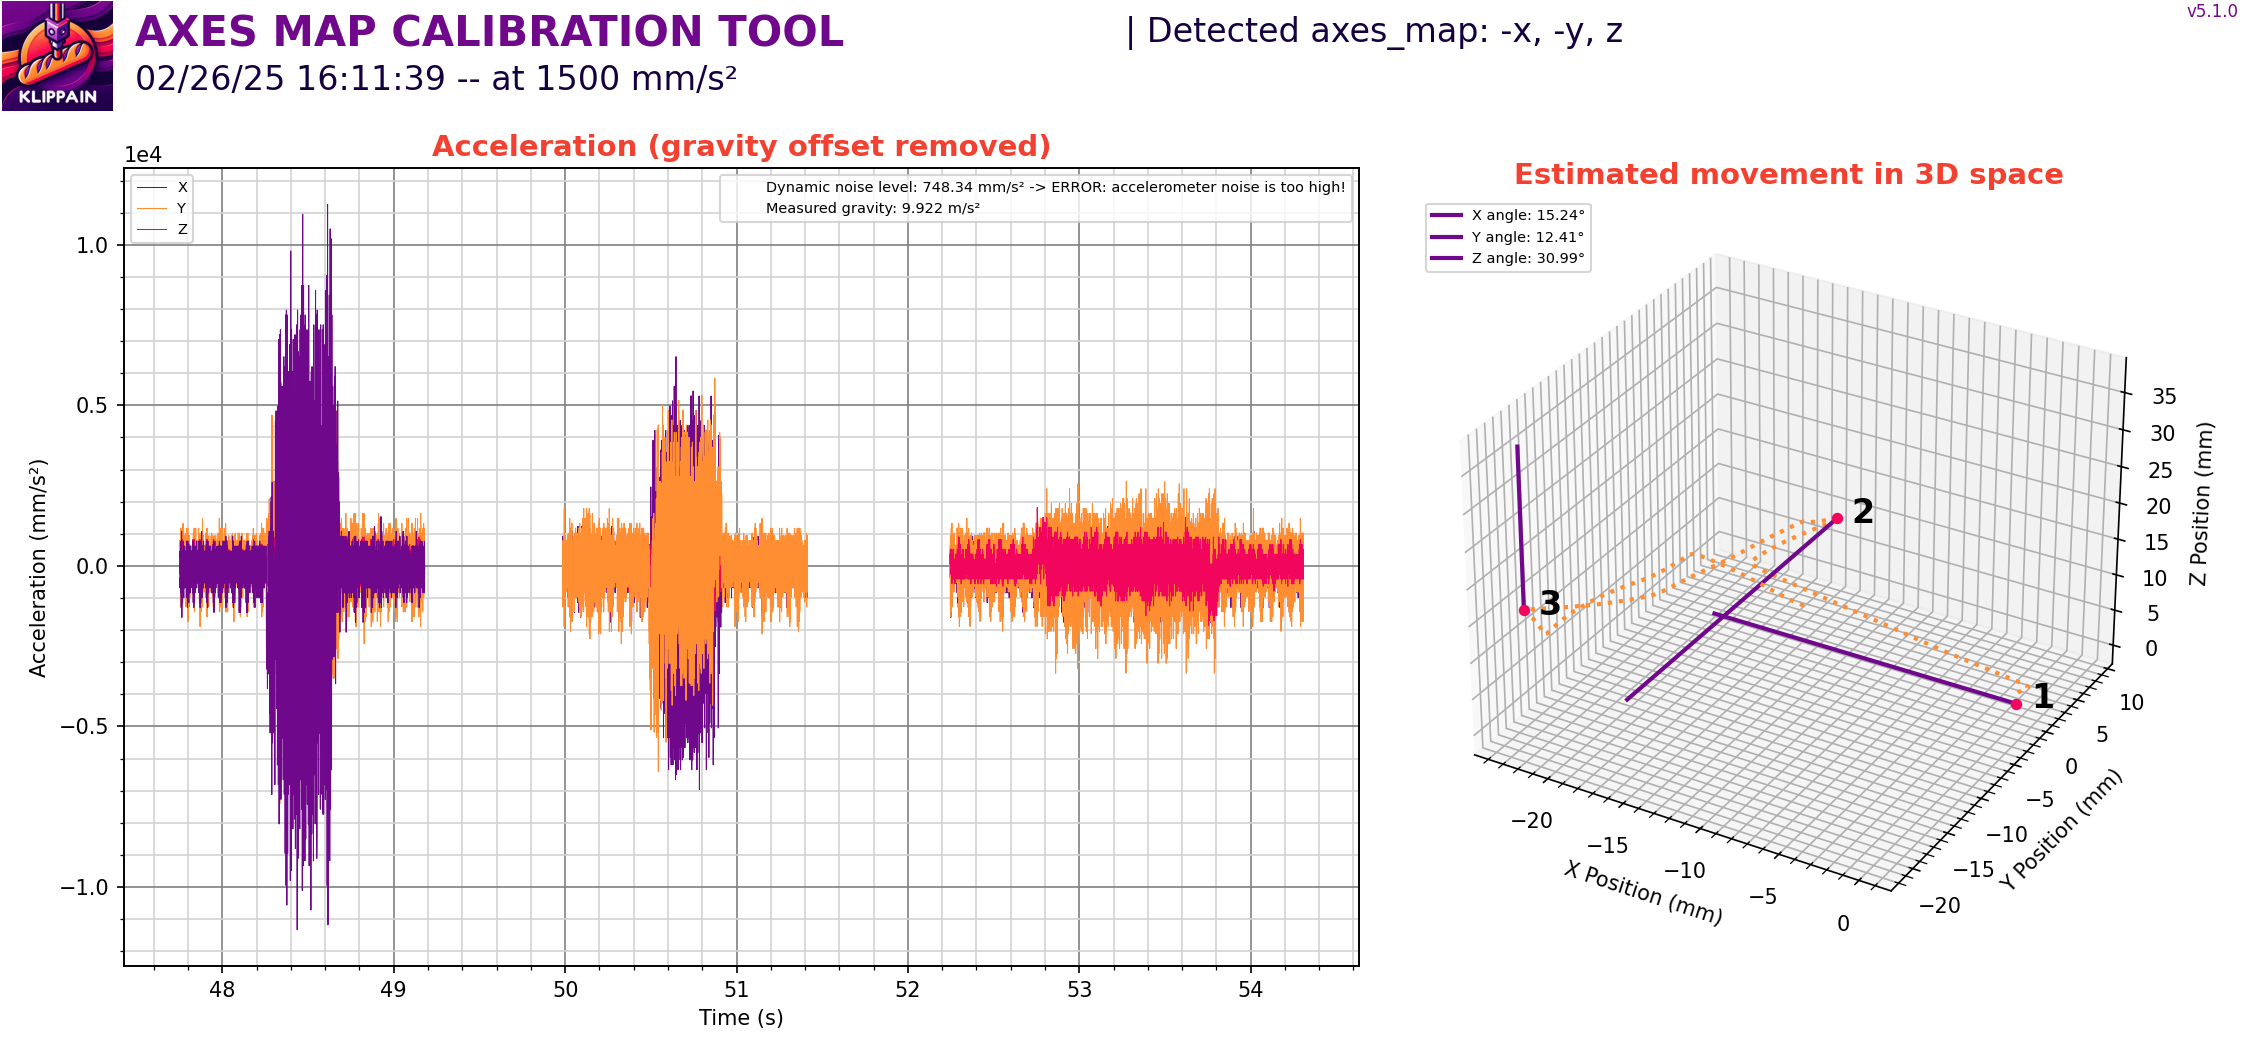 AXES MAP CALIBRATION TOOL
| Detected axes_map: -x, -y, z
v5.1.0
02/26/25 16:11:39 -- at 1500 mm/s²
KLIPPAIN
Acceleration (gravity offset removed)
1e4
X
Y
Z
Dynamic noise level: 748.34 mm/s² -> ERROR: accelerometer noise is too high!
Measured gravity: 9.922 m/s²
1.0
0.5
0.0
−0.5
−1.0
Acceleration (mm/s²)
48
49
50
51
52
53
54
Time (s)
Estimated movement in 3D space
X angle: 15.24°
Y angle: 12.41°
Z angle: 30.99°
1
2
3
35
30
25
20
15
10
5
0
Z Position (mm)
10
5
0
−5
−10
−15
−20
Y Position (mm)
−20
−15
−10
−5
0
X Position (mm)